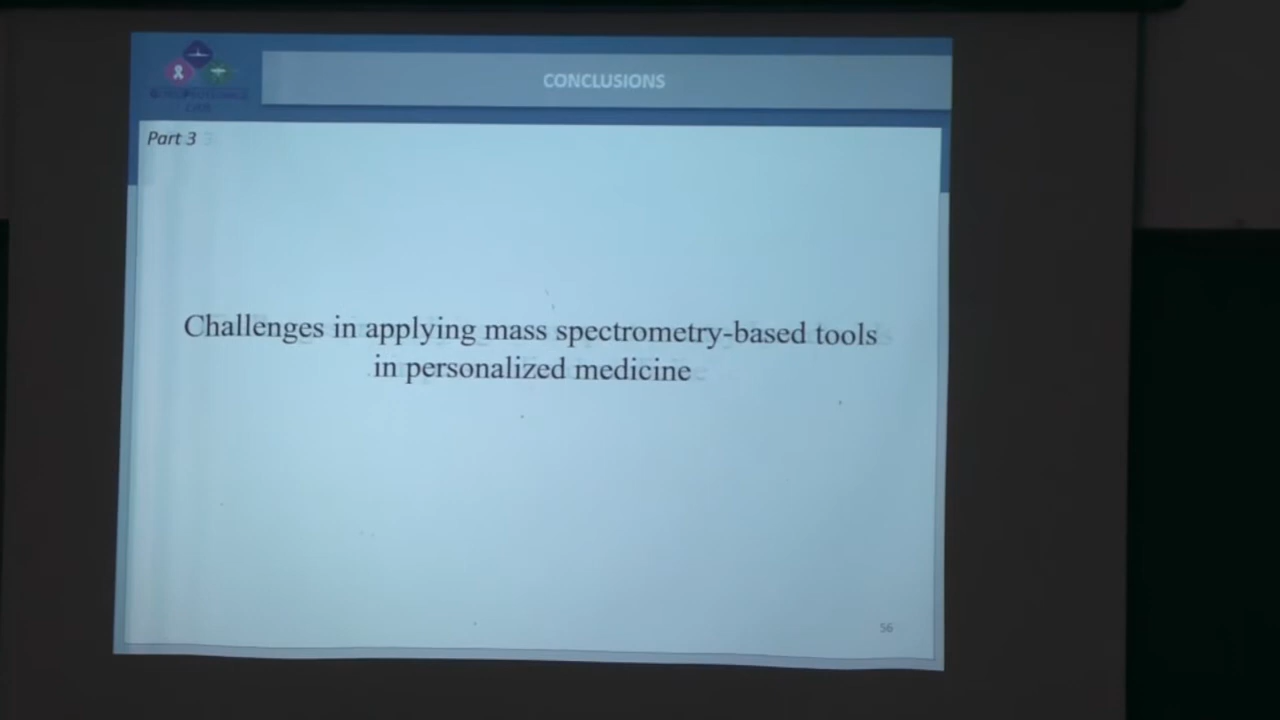 CONCLUSIONS
Part 3
Challenges in applying mass spectrometry-based tools
in personalized medicine
56